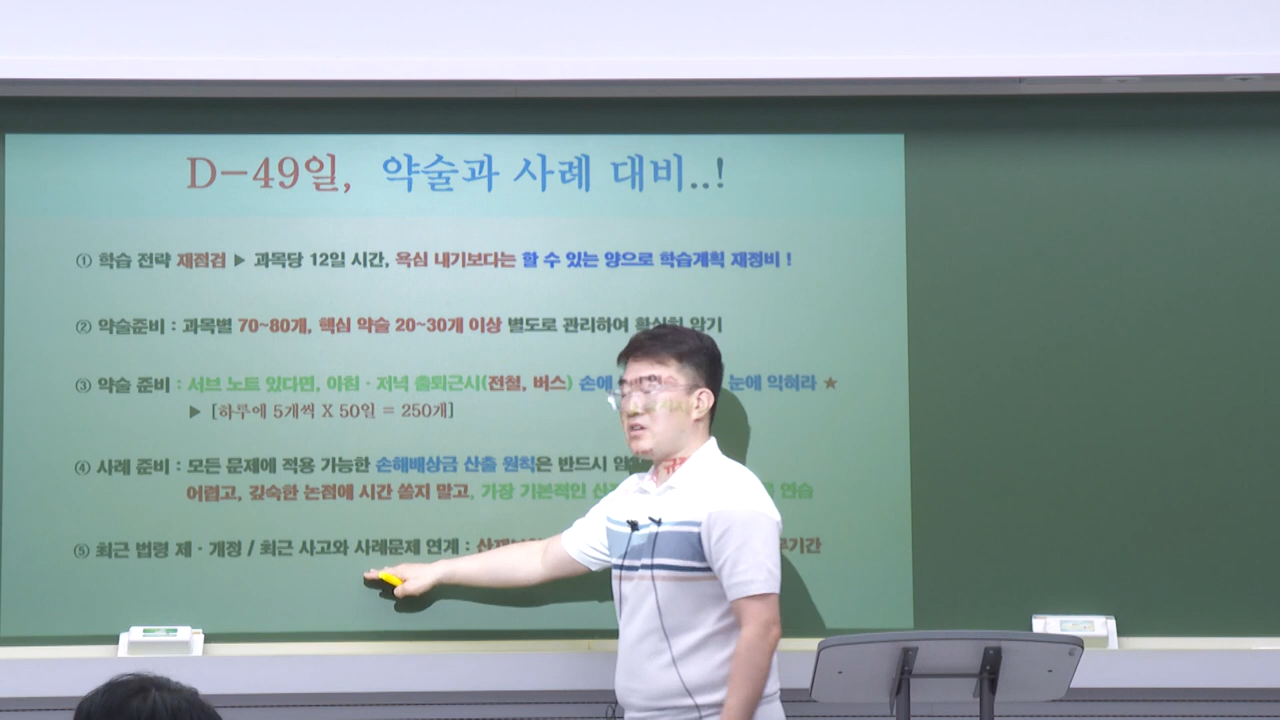 D-49일, 약술과 사례 대비..!
① 학습 전략 재점검 ▶ 과목당 12일 시간, 욕심 내기보다는 할 수 있는 양으로 학습계획 재정비 !
② 약술준비 : 과목별 70~80개, 핵심 약술 20~30개 이상 별도로 관리하여 확실히 암기
③ 약술 준비 : 서브 노트 있다면, 아침 · 저녁 출퇴근시(전철, 버스) 손에 눈에 익혀라 ★
▶ [하루에 5개씩 X 50일 = 250개]
④ 사례 준비 : 모든 문제에 적용 가능한 손해배상금 산출 원칙은 반드시
어렵고, 깊숙한 논점에 시간 쏟지 말고, 가장 기본적인 연습
⑤ 최근 법령 제 · 개정 / 최근 사고와 사례문제 연계 :